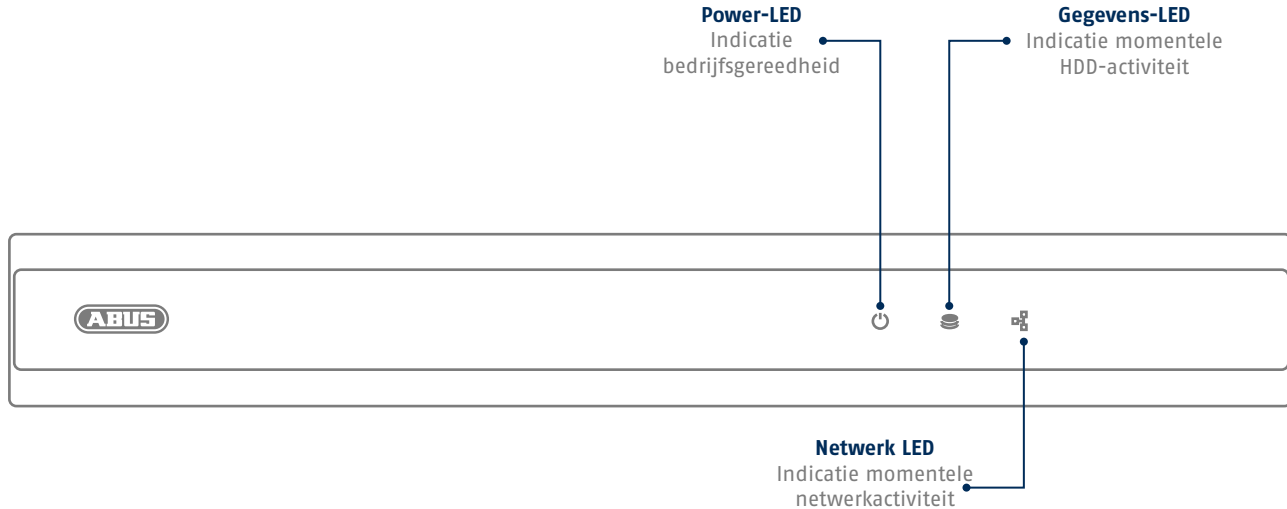 Power-LED
Indicatie
bedrijfsgereedheid
Gegevens-LED
Indicatie momentele
HDD-activiteit
ABUS
Netwerk LED
Indicatie momentele
netwerkactiviteit